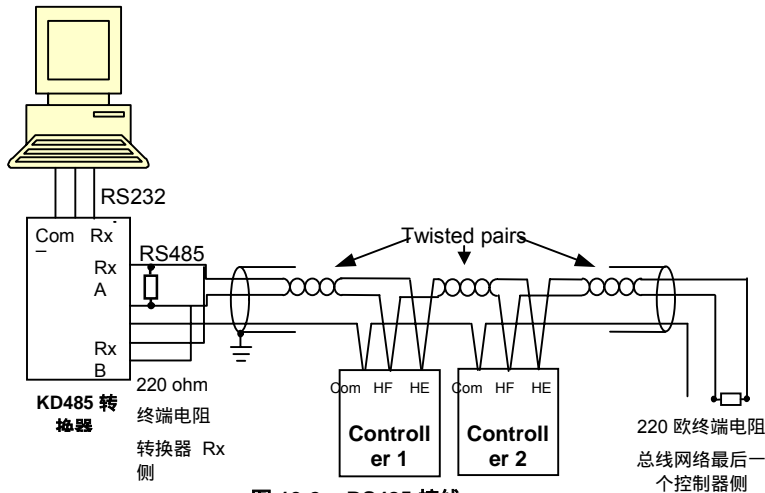 RS232
Com Rx
RS485
Rx
A
Rx
B
Twisted pairs
KD485 转
换器
220 ohm
终端电阻
转换器 Rx
侧
Com HF HE
Controll
er 1
Com HF HE
Controll
er 2
220 欧终端电阻
总线网络最后一
个控制器侧
RS485 接线